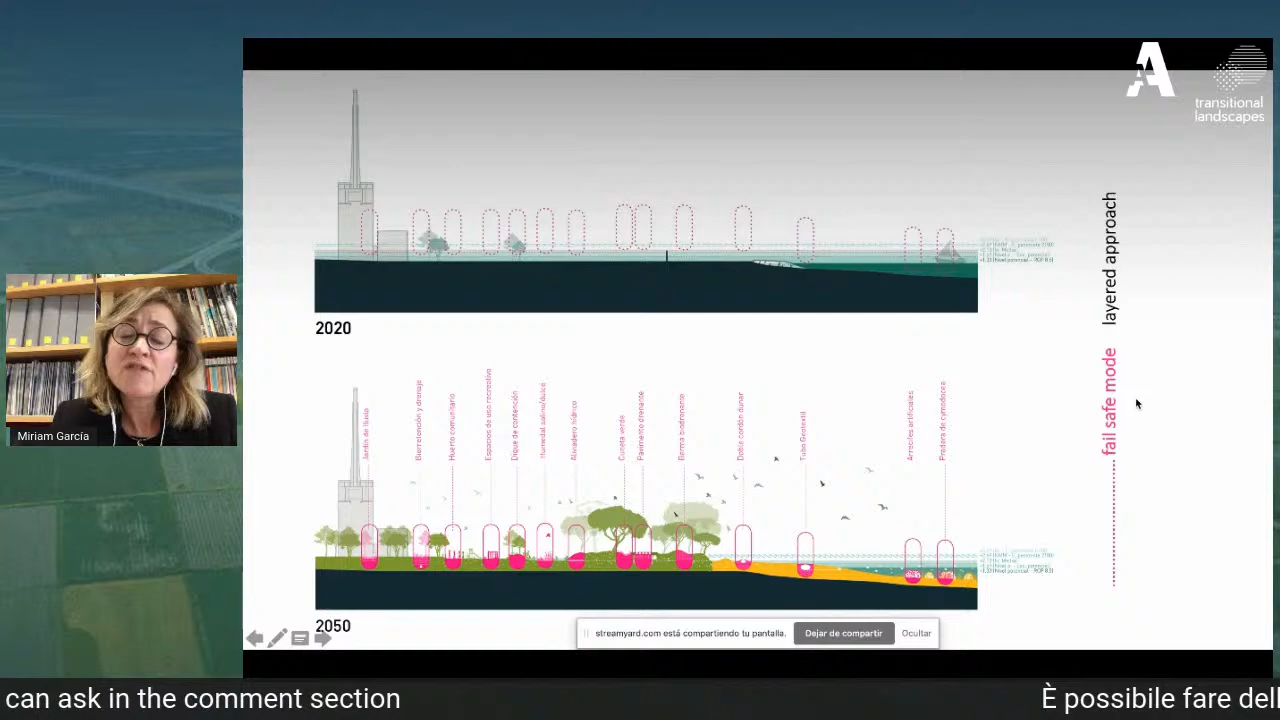 A
transitional
landscapes
layered approach
fail safe mode
2020
Jardín de lluvia
Biorretención y drenaje
Huerto comunitario
Espacios de uso recreativo
Dique de contención
Humedal salino/dulce
Aliviadero hídrico
Cuneta verde
Pavimento drenante
Berma biodrenante
Doble cordón dunar
Tubo Geotextil
Arrecifes artificiales
Pradera de cymodocea
2050
Miriam García
streamyard.com está compartiendo tu pantalla.
Dejar de compartir
Ocultar
can ask in the comment section
È possibile fare dell